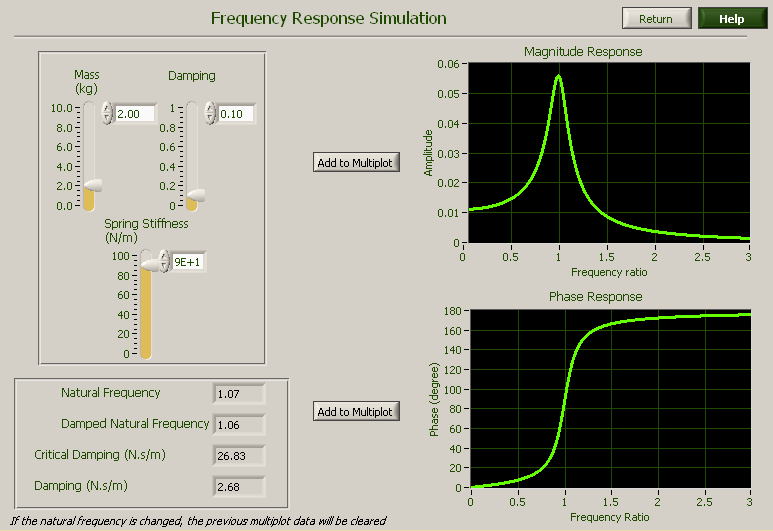 Frequency Response Simulation
Return
Help
Mass
(kg)
Damping
10.0
8.0
6.0
4.0
2.0
0.0
2.00
1
0.8
0.6
0.4
0.2
0
0.10
Spring Stiffness
(N/m)
100
80
60
40
20
0
9E+1
Add to Multiplot
Magnitude Response
Amplitude
0.06
0.05
0.04
0.03
0.02
0.01
0
0 0.5 1 1.5 2 2.5 3
Frequency ratio
Natural Frequency 1.07
Damped Natural Frequency 1.06
Critical Damping (N.s/m) 26.83
Damping (N.s/m) 2.68
Add to Multiplot
Phase Response
Phase (degree)
180
160
140
120
100
80
60
40
20
0
0 0.5 1 1.5 2 2.5 3
Frequency Ratio
If the natural frequency is changed, the previous multiplot data will be cleared